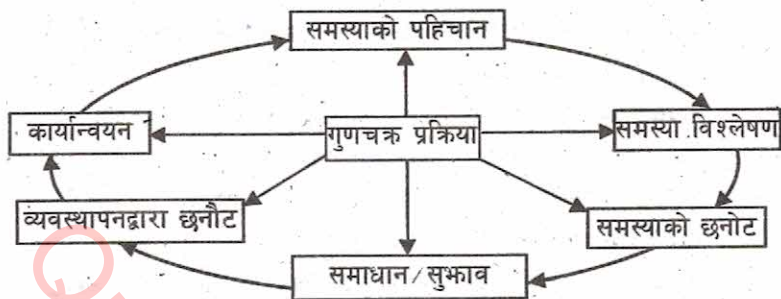 समस्याको पहिचान
कार्यान्वयन
गुणचक्र प्रक्रिया
समस्या विश्लेषण
व्यवस्थापनद्वारा छनौट
समस्याको छनोट
समाधान/सुझाव